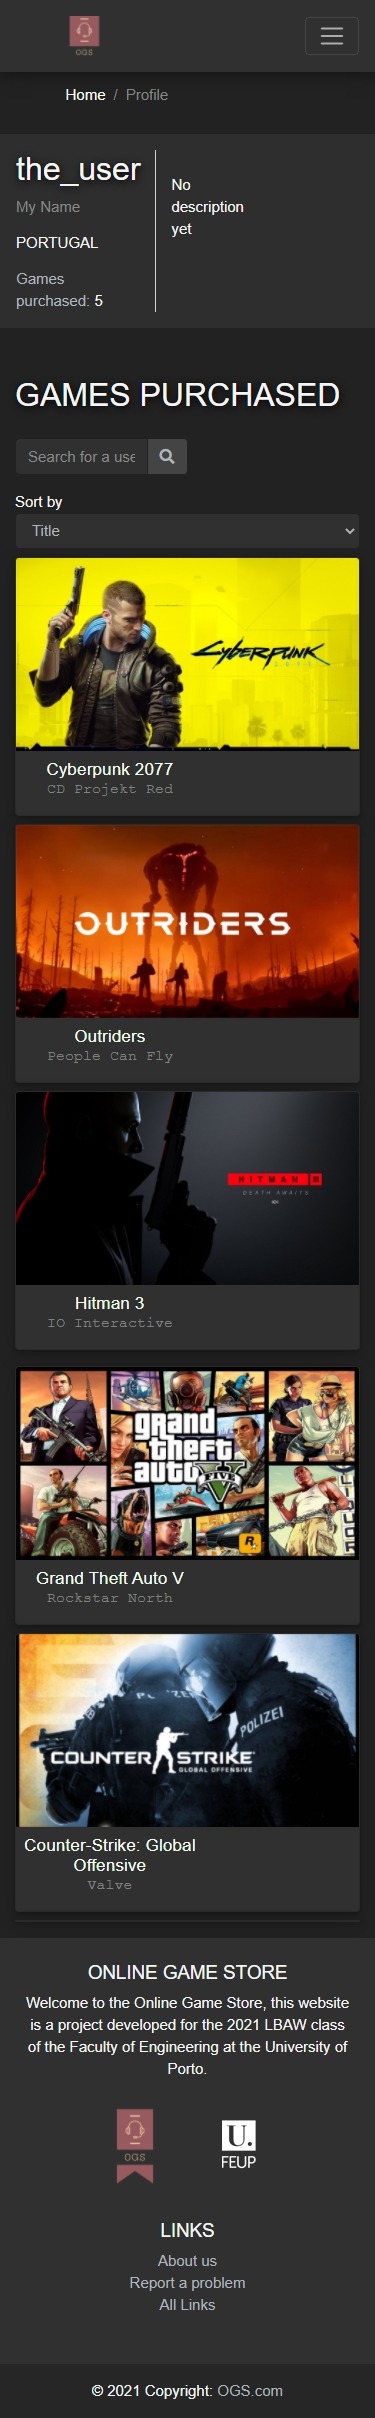 OGS
Home / Profile
the_user
My Name
PORTUGAL
Games
purchased: 5
No
description
yet
GAMES PURCHASED
Search for a use
Sort by
Title
Cyberpunk
Cyberpunk 2077
CD Projekt Red
OUTRIDERS
Outriders
People Can Fly
HITMAN III
DEATH AWAITS
Hitman 3
IO Interactive
grand
theft
auto V
FIVE
R
Grand Theft Auto V
Rockstar North
POLIZEI
COUNTER STRIKE
GLOBAL OFFENSIVE
Counter-Strike: Global
Offensive
Valve
ONLINE GAME STORE
Welcome to the Online Game Store, this website
is a project developed for the 2021 LBAW class
of the Faculty of Engineering at the University of
Porto.
OGS
U.
FEUP
LINKS
About us
Report a problem
All Links
© 2021 Copyright: OGS.com